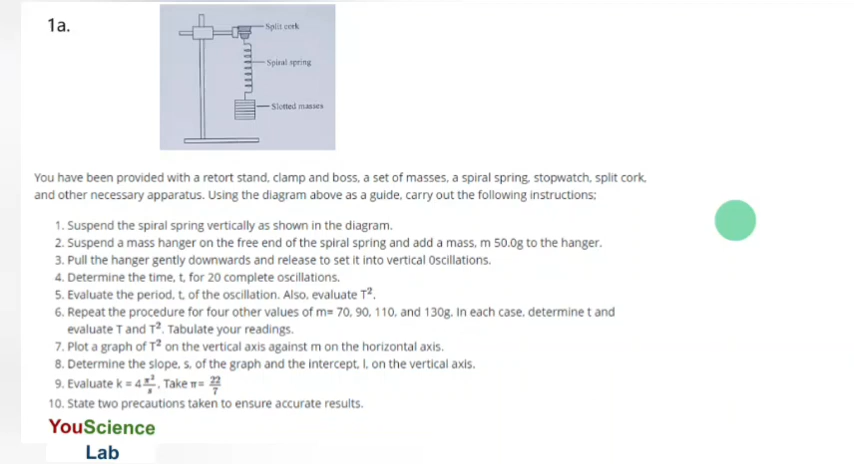 1a.
Split cork
Spiral spring
Slotted masses
You have been provided with a retort stand, clamp and boss, a set of masses, a spiral spring, stopwatch, split cork,
and other necessary apparatus. Using the diagram above as a guide, carry out the following instructions;
1. Suspend the spiral spring vertically as shown in the diagram.
2. Suspend a mass hanger on the free end of the spiral spring and add a mass, m 50.0g to the hanger.
3. Pull the hanger gently downwards and release to set it into vertical Oscillations.
4. Determine the time, t, for 20 complete oscillations.
5. Evaluate the period, t, of the oscillation. Also, evaluate T².
6. Repeat the procedure for four other values of m= 70, 90, 110, and 130g. In each case, determine t and
evaluate T and T². Tabulate your readings.
7. Plot a graph of T² on the vertical axis against m on the horizontal axis.
8. Determine the slope, s, of the graph and the intercept, I, on the vertical axis.
9. Evaluate k = 4 π²/s. Take π= 22/7
10. State two precautions taken to ensure accurate results.
YouScience
Lab